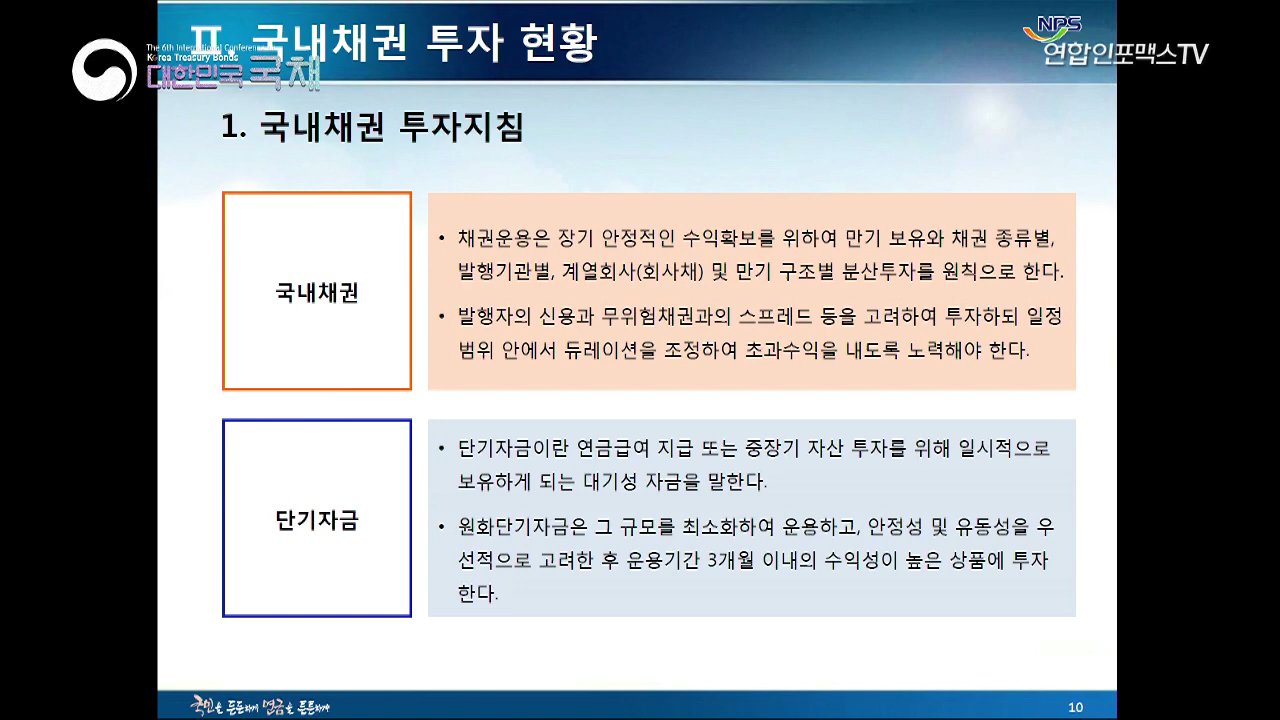 Ⅱ. 국내채권 투자 현황
The 6th International Conference
Korea Treasury Bonds
대한민국 국채
NPS
연합인포맥스TV
1. 국내채권 투자지침
국내채권
• 채권운용은 장기 안정적인 수익확보를 위하여 만기 보유와 채권 종류별,
발행기관별, 계열회사(회사채) 및 만기 구조별 분산투자를 원칙으로 한다.
• 발행자의 신용과 무위험채권과의 스프레드 등을 고려하여 투자하되 일정
범위 안에서 듀레이션을 조정하여 초과수익을 내도록 노력해야 한다.
단기자금
• 단기자금이란 연금급여 지급 또는 중장기 자산 투자를 위해 일시적으로
보유하게 되는 대기성 자금을 말한다.
• 원화단기자금은 그 규모를 최소화하여 운용하고, 안정성 및 유동성을 우
선적으로 고려한 후 운용기간 3개월 이내의 수익성이 높은 상품에 투자
한다.
국민을 든든하게 연금을 튼튼하게
10